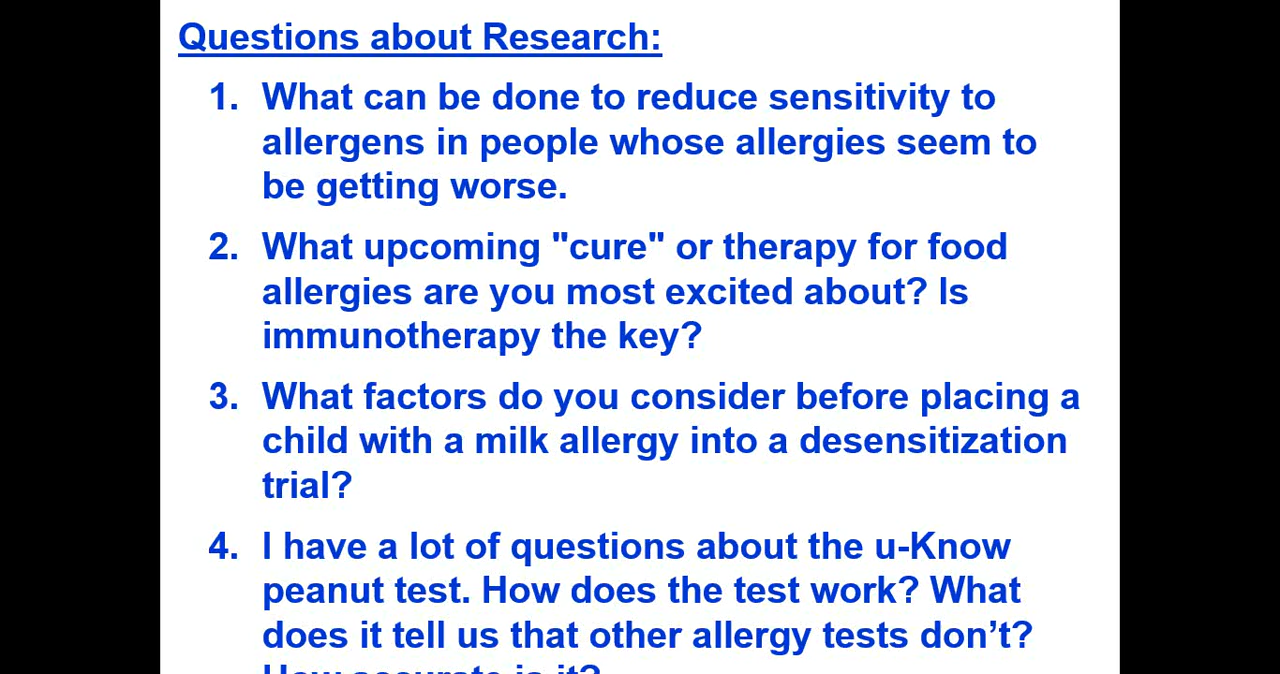 Questions about Research:
1. What can be done to reduce sensitivity to
allergens in people whose allergies seem to
be getting worse.
2. What upcoming "cure" or therapy for food
allergies are you most excited about? Is
immunotherapy the key?
3. What factors do you consider before placing a
child with a milk allergy into a desensitization
trial?
4. I have a lot of questions about the u-Know
peanut test. How does the test work? What
does it tell us that other allergy tests don’t?
How accurate is it?